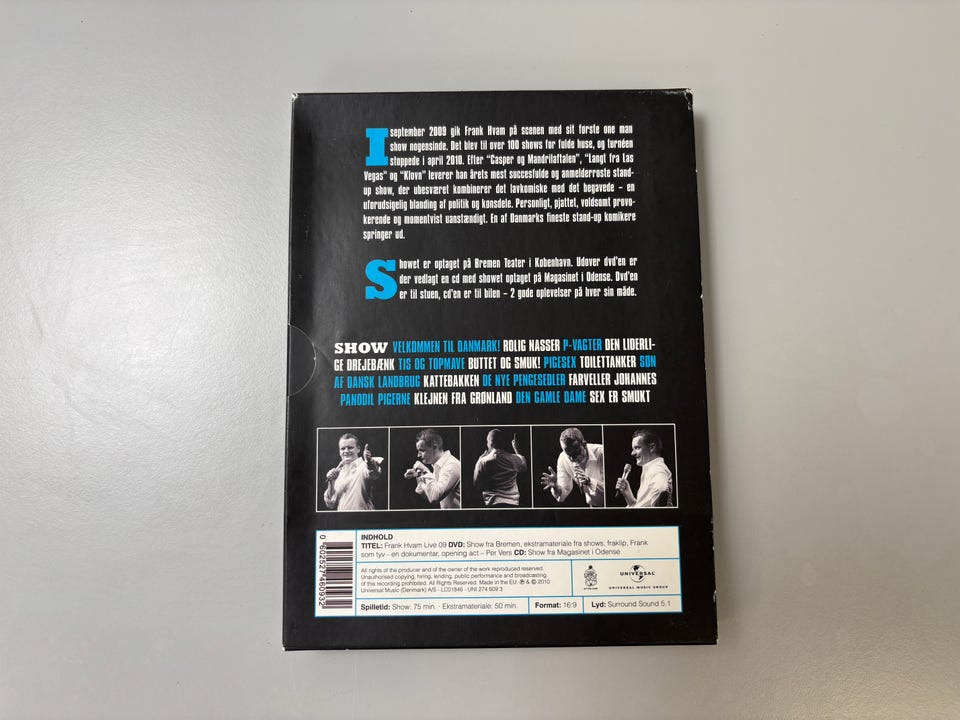 I september 2009 gik Frank Hvam på scenen med sit første one man
show nogensinde. Det blev til over 100 shows for fulde huse, og turnéen
stoppede i april 2010. Efter "Casper og Mandrilaftalen", "Langt fra Las
Vegas" og "Klovn" leverer han årets mest succesfulde og anmelderroste stand-
up show, der ubesværet kombinerer det lavkomiske med det begavede – en
uforudsigelig blanding af politik og kønsdele. Personligt, pjattet, voldsomt provo-
kerende og momentvist uanstændigt. En af Danmarks fineste stand-up komikere
springer ud.
Showet er optaget på Bremen Teater i København. Udover dvd'en er
der vedlagt en cd med showet optaget på Magasinet i Odense. Dvd'en
er til stuen, cd'en er til bilen – 2 gode oplevelser på hver sin måde.
SHOW VELKOMMEN TIL DANMARK! ROLIG NASSER P-VAGTER DEN LIDERLI-
GE DREJEBÆNK TIS OG TOPMAVE BUTTET OG SMUK! PIGESEX TOILETTANKER SØN
AF DANSK LANDBRUG KATTEBAKKEN DE NYE PENGESEDLER FARVELLER JOHANNES
PANODIL PIGERNE KLEJNEN FRA GRØNLAND DEN GAMLE DAME SEX ER SMUKT
INDHOLD
TITEL: Frank Hvam Live 09 DVD: Show fra Bremen, ekstramateriale fra shows, fraklip, Frank
som tyv - en dokumentar, opening act – Per Vers CD: Show fra Magasinet i Odense
All rights of the producer and of the owner of the work reproduced reserved.
Unauthorised copying, hiring, lending, public performance and broadcasting
of this recording prohibited. All Rights Reserved. Made in the EU. ℗ & © 2010
Universal Music (Denmark) A/S - LC01846 - UNI 274 609 3
UNIVERSAL
UNIVERSAL MUSIC GROUP
Spilletid: Show: 75 min. · Ekstramateriale: 50 min.
Format: 16:9
Lyd: Surround Sound 5.1
0 602527 460932